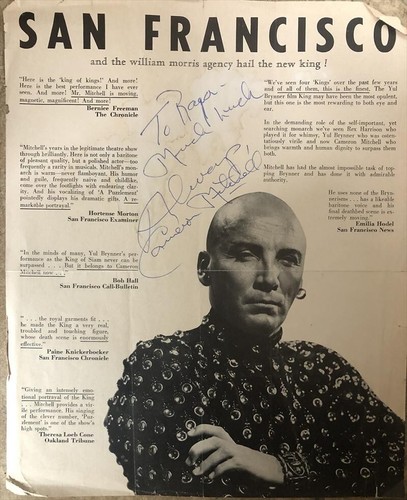 SAN FRANCISCO
and the william morris agency hail the new king !
"Here is the 'king of kings!' And more!
Here is the best performance I have ever
seen. And more! Mr. Mitchell is moving,
magnetic, magnificent! And more!
Bernice Freeman
The Chronicle
"Mitchell's years in the legitimate theatre show
through brilliantly. Here is not only a baritone
of pleasant quality, but a polished actor—too
frequently a rarity in musicals. Mitchell's mon-
arch is warm—never flamboyant. His humor
and guile, frequently naive and childlike,
come over the footlights with endearing clar-
ity. And his vocalizing of 'A Puzzlement'
pointedly displays his dramatic gifts. A re-
markable portrayal."
Hortense Morton
San Francisco Examiner
"In the minds of many, Yul Brynner's perform-
ance as the King of Siam never can be
surpassed . . . But it belongs to Cameron
Mitchell now . . ."
Bob Hall
San Francisco Call-Bulletin
". . . the royal garments fit . . .
he made the King a very real,
troubled and touching figure,
whose death scene is enormously
effective."
Paine Knickerbocker
San Francisco Chronicle
"Giving an intensely emo-
tional portrayal of the King
. . . Mitchell provides a vir-
ile performance. His singing
of the clever number, 'Puz-
zlement' is one of the show's
high spots."
Theresa Loeb Cone
Oakland Tribune
To Roger
Much Luck
Always,
Cameron Mitchell
"We've seen four 'Kings' over the past few years
and of all of them, this is the finest. The Yul
Brynner film King may have been the most opulent,
but this one is the most rewarding to both eye and
ear.
In the demanding role of the self-important, yet
searching monarch we've seen Rex Harrison who
played it for whimsy, Yul Brynner who was osten-
tatiously virile and now Cameron Mitchell who
brings warmth and human dignity to surpass them
both.
Mitchell has had the almost impossible task of top-
ping Brynner and has done it with admirable
authority.
He uses none of the Bryn-
nerisms . . . has a likeable
baritone voice and his
final deathbed scene is ex-
tremely moving."
Emilia Hodel
San Francisco News